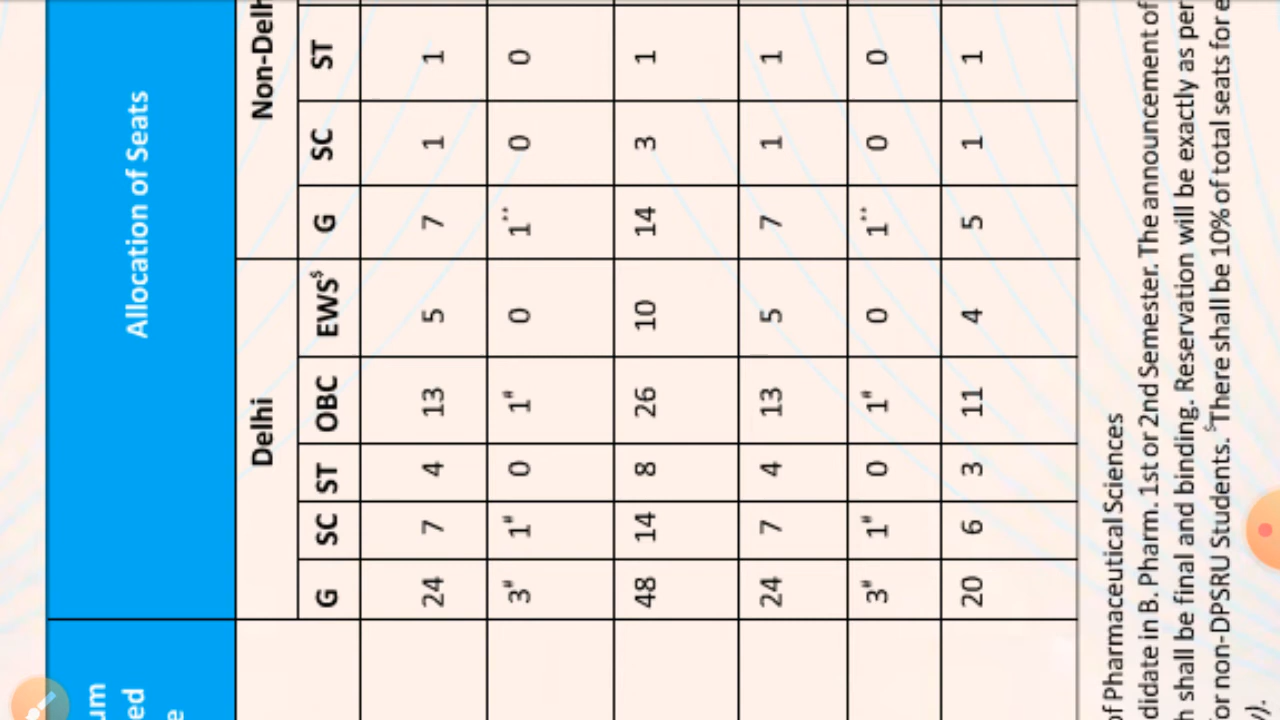 Allocation of Seats
um
ed
e
Delhi
Non-Delh
G SC ST OBC EWS$ G SC ST
24 7 4 13 5 7 1 1
3# 1# 0 1# 0 1** 0 0
48 14 8 26 10 14 3 1
24 7 4 13 5 7 1 1
3# 1# 0 1# 0 1** 0 0
20 6 3 11 4 5 1 1
of Pharmaceutical Sciences
didate in B. Pharm. 1st or 2nd Semester. The announcement of
h shall be final and binding. Reservation will be exactly as per
or non-DPSRU Students. $There shall be 10% of total seats for e
).